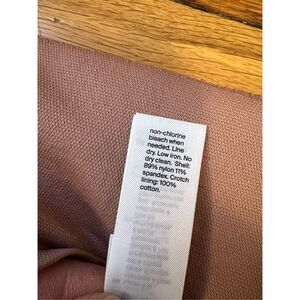 non-chlorine
bleach when
needed. Line
dry. Low iron. No
dry clean. Shell:
89% nylon 11%
spandex. Crotch
lining: 100%
cotton.